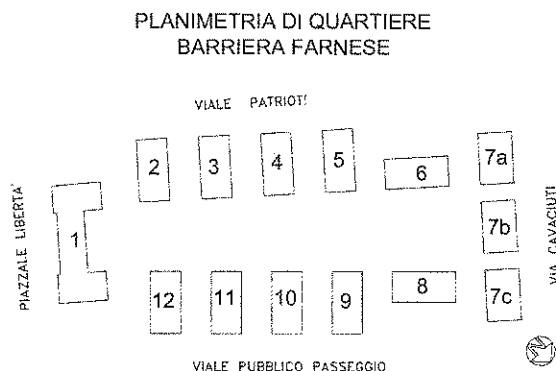 PLANIMETRIA DI QUARTIERE
BARRIERA FARNESE
VIALE PATRIOTI
2 3 4 5 6 7a
PIAZZALE LIBERTA' 1 7b VIA CAVACIUTI
12 11 10 9 8 7c
VIALE PUBBLICO PASSEGGIO